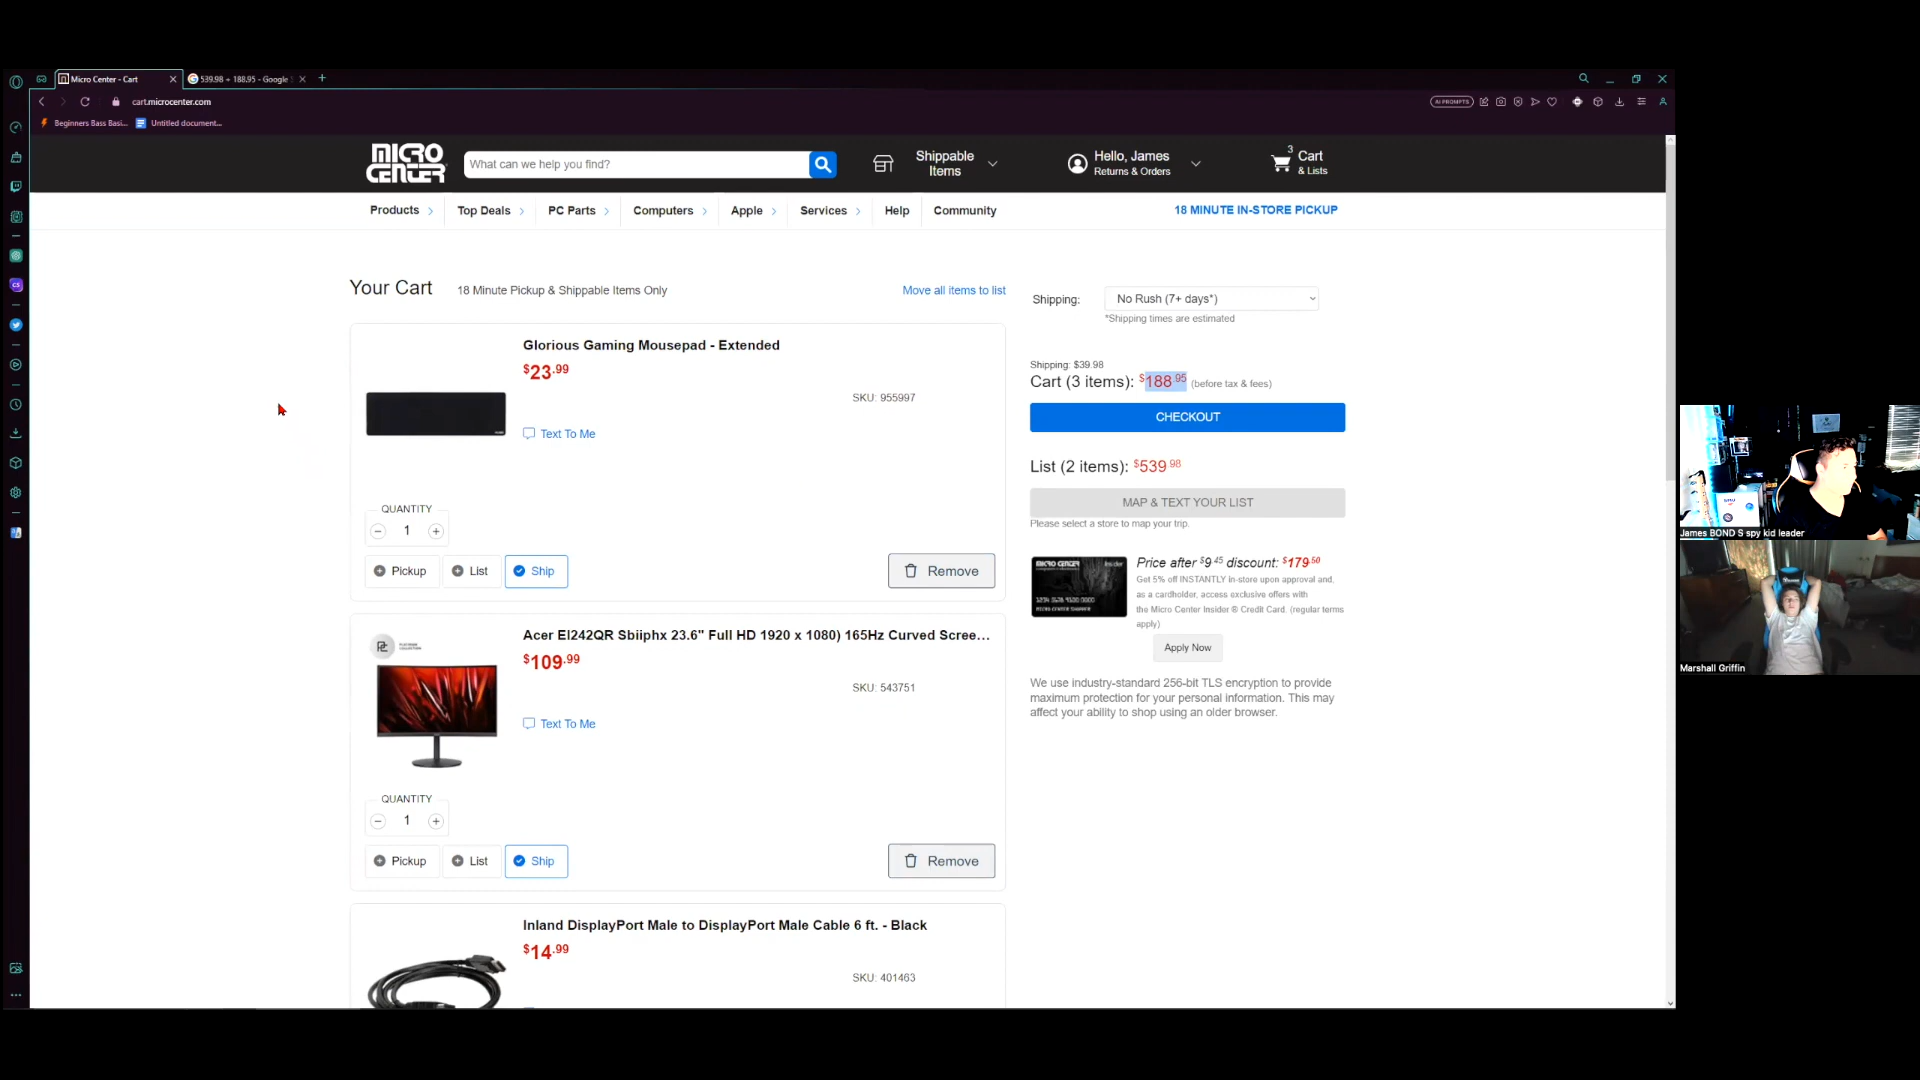 Micro Center - Cart
539.98 + 188.95 - Google
cart.microcenter.com
AI PROMPTS
Beginners Bass Basi...
Untitled document...
MICRO CENTER
What can we help you find?
Shippable Items
Hello, James
Returns & Orders
3
Cart
& Lists
Products
Top Deals
PC Parts
Computers
Apple
Services
Help
Community
18 MINUTE IN-STORE PICKUP
Your Cart
18 Minute Pickup & Shippable Items Only
Move all items to list
Glorious Gaming Mousepad - Extended
$23.99
SKU: 955997
Text To Me
QUANTITY
1
Pickup
List
Ship
Remove
Acer EI242QR Sbiiphx 23.6" Full HD 1920 x 1080) 165Hz Curved Scree...
$109.99
SKU: 543751
Text To Me
QUANTITY
1
Pickup
List
Ship
Remove
Inland DisplayPort Male to DisplayPort Male Cable 6 ft. - Black
$14.99
SKU: 401463
Shipping:
No Rush (7+ days*)
*Shipping times are estimated
Shipping: $39.98
Cart (3 items): $188.95 (before tax & fees)
CHECKOUT
List (2 items): $539.98
MAP & TEXT YOUR LIST
Please select a store to map your trip.
Price after $9.45 discount: $179.50
Get 5% off INSTANTLY in-store upon approval and,
as a cardholder, access exclusive offers with
the Micro Center Insider ® Credit Card. (regular terms
apply)
Apply Now
We use industry-standard 256-bit TLS encryption to provide
maximum protection for your personal information. This may
affect your ability to shop using an older browser.
James BOND S spy kid leader
Marshall Griffin